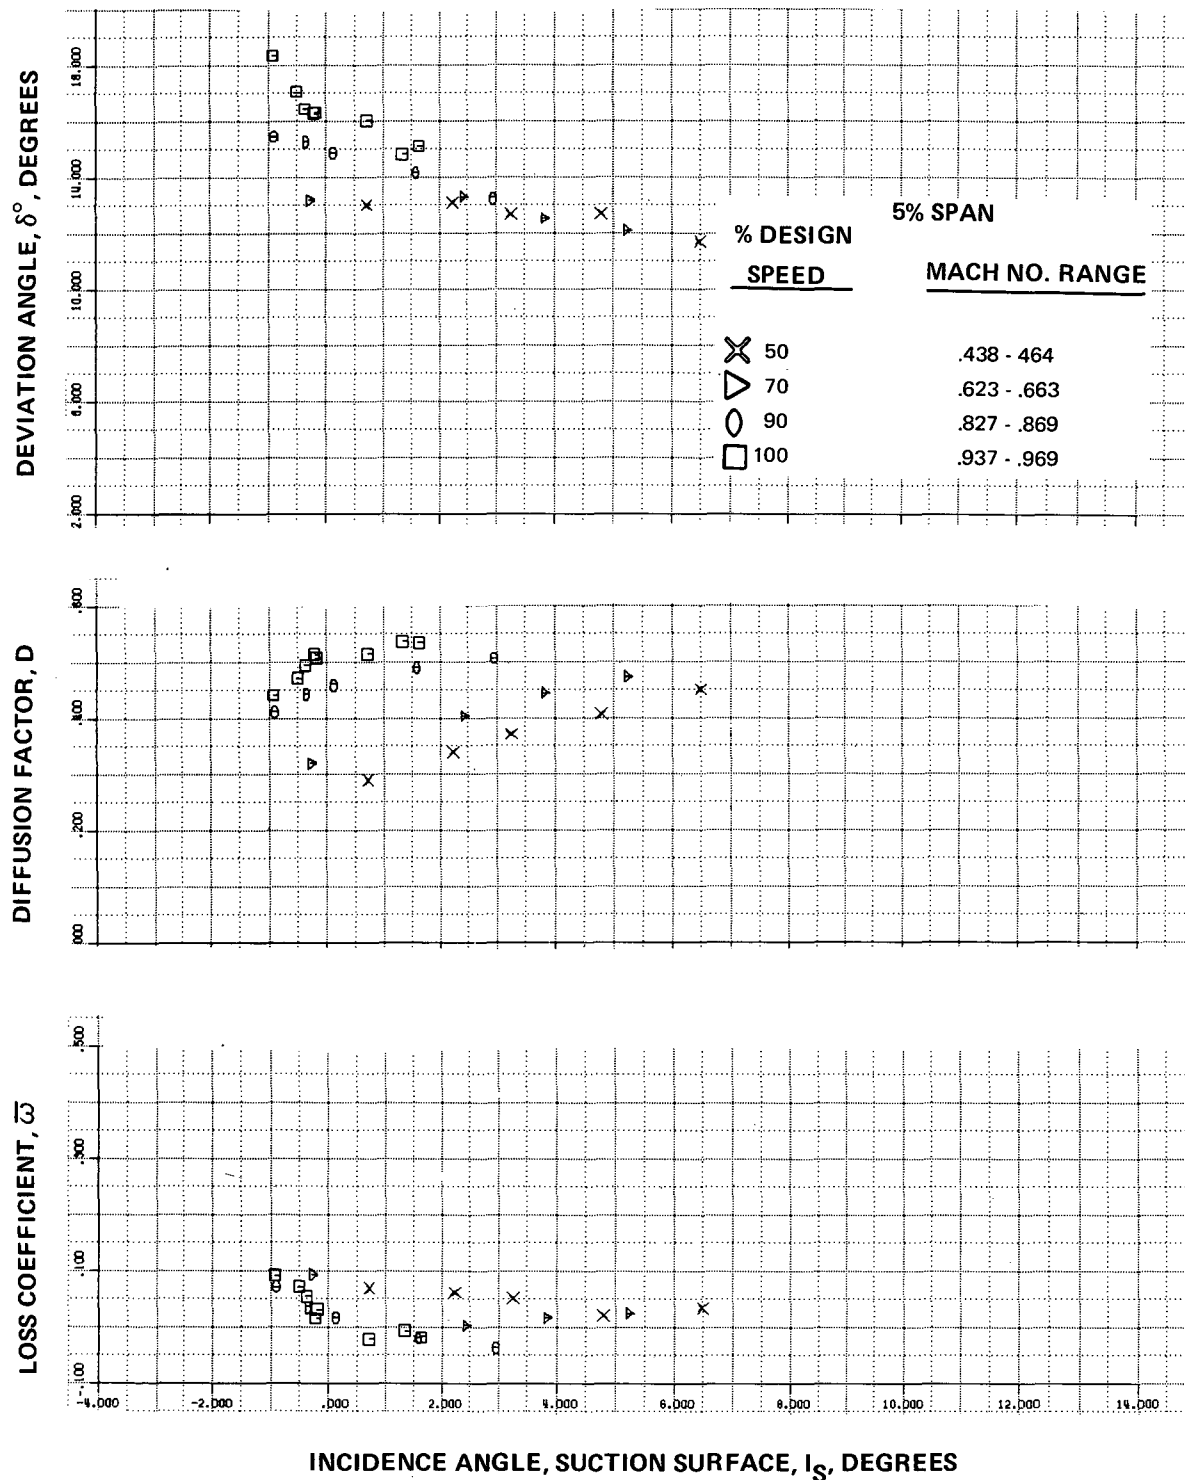 DEVIATION ANGLE, δ°, DEGREES
18.000
14.000
10.000
6.000
2.000
5% SPAN
% DESIGN
SPEED
MACH NO. RANGE
50 .438 - 464
70 .623 - .663
90 .827 - .869
100 .937 - .969
DIFFUSION FACTOR, D
.600
.400
.200
.000
LOSS COEFFICIENT, ω̅
.500
.300
.100
-.100
-4.000 -2.000 .000 2.000 4.000 6.000 8.000 10.000 12.000 14.000
INCIDENCE ANGLE, SUCTION SURFACE, IS, DEGREES